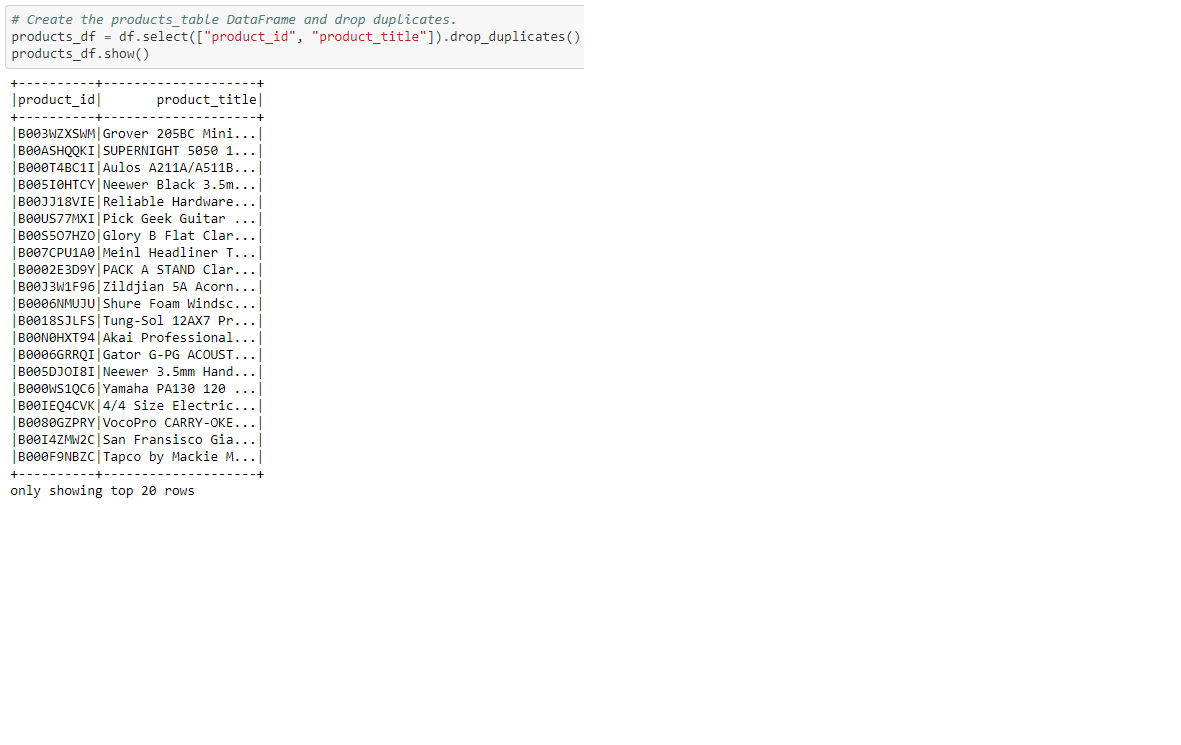 # Create the products_table DataFrame and drop duplicates.
products_df = df.select(["product_id", "product_title"]).drop_duplicates()
products_df.show()
+----------+--------------------+
|product_id|       product_title|
+----------+--------------------+
|B003WZXSWM|Grover 205BC Mini...|
|B00ASHQQKI|SUPERNIGHT 5050 1...|
|B000T4BC1I|Aulos A211A/A511B...|
|B005I0HTCY|Neewer Black 3.5m...|
|B00JJ18VIE|Reliable Hardware...|
|B00US77MXI|Pick Geek Guitar ...|
|B00S5O7HZO|Glory B Flat Clar...|
|B007CPU1A0|Meinl Headliner T...|
|B0002E3D9Y|PACK A STAND Clar...|
|B00J3W1F96|Zildjian 5A Acorn...|
|B0006NMUJU|Shure Foam Windsc...|
|B0018SJLFS|Tung-Sol 12AX7 Pr...|
|B00N0HXT94|Akai Professional...|
|B0006GRRQI|Gator G-PG ACOUST...|
|B005DJOI8I|Neewer 3.5mm Hand...|
|B000WS1QC6|Yamaha PA130 120 ...|
|B00IEQ4CVK|4/4 Size Electric...|
|B0080GZPRY|VocoPro CARRY-OKE...|
|B00I4ZMW2C|San Fransisco Gia...|
|B000F9NBZC|Tapco by Mackie M...|
+----------+--------------------+
only showing top 20 rows